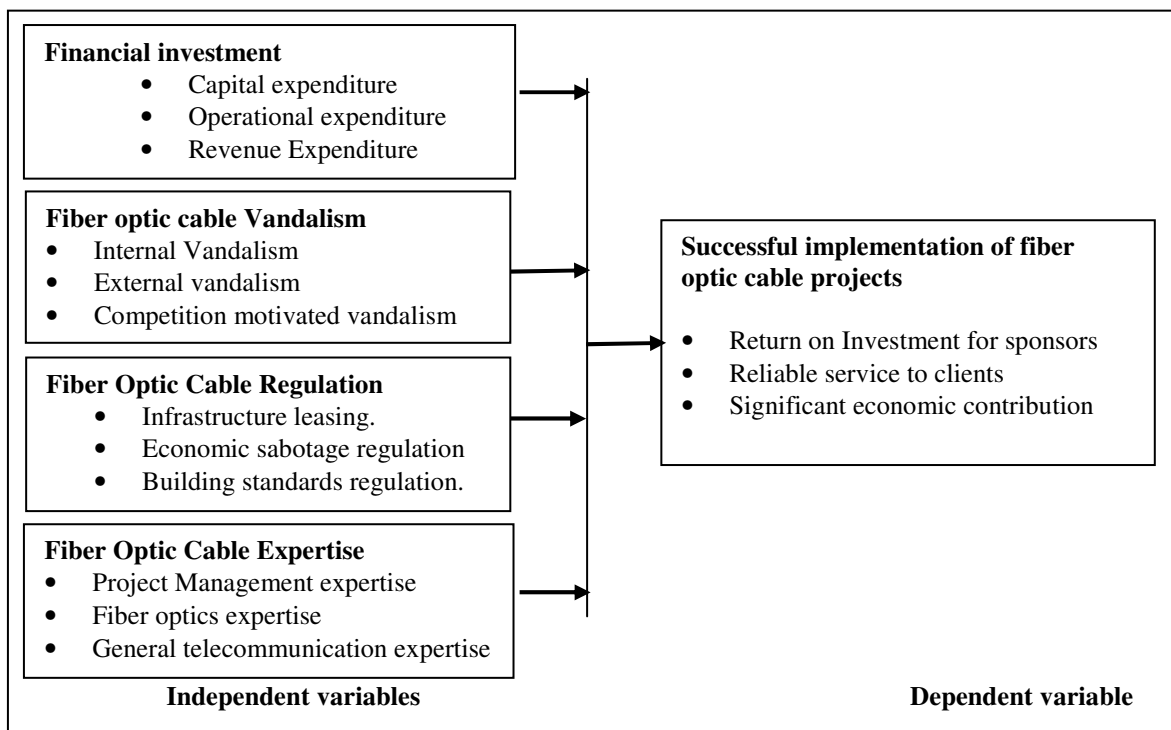 Financial investment
• Capital expenditure
• Operational expenditure
• Revenue Expenditure
Fiber optic cable Vandalism
• Internal Vandalism
• External vandalism
• Competition motivated vandalism
Fiber Optic Cable Regulation
• Infrastructure leasing.
• Economic sabotage regulation
• Building standards regulation.
Fiber Optic Cable Expertise
• Project Management expertise
• Fiber optics expertise
• General telecommunication expertise
Independent variables
Successful implementation of fiber
optic cable projects
• Return on Investment for sponsors
• Reliable service to clients
• Significant economic contribution
Dependent variable